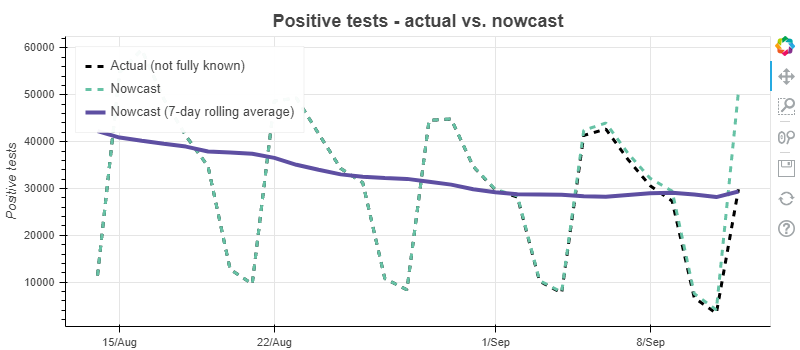 Positive tests - actual vs. nowcast
60000
50000
40000
30000
20000
10000
Positive tests
Actual (not fully known)
Nowcast
Nowcast (7-day rolling average)
15/Aug
22/Aug
1/Sep
8/Sep